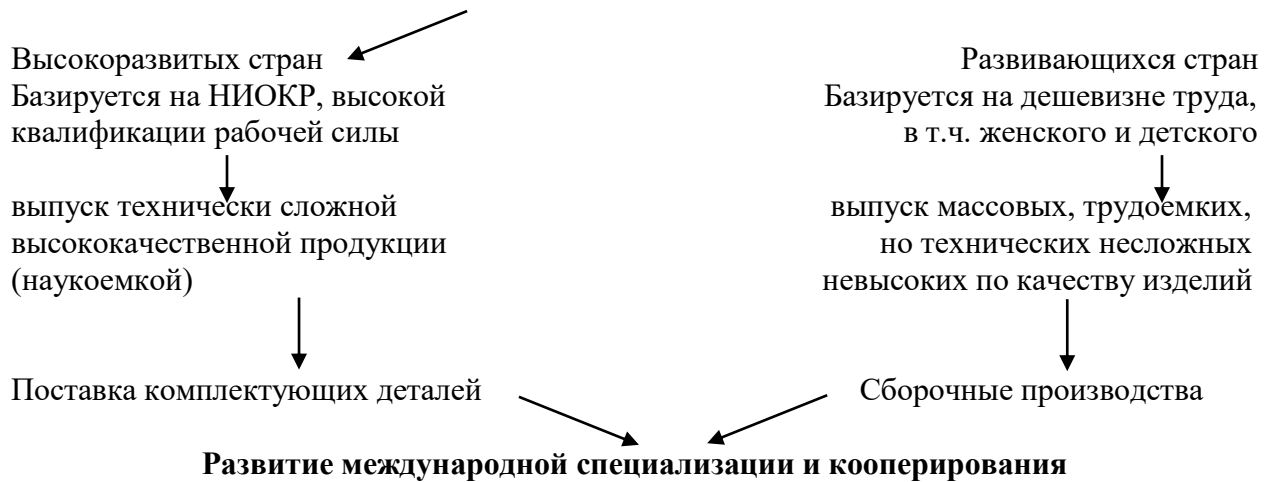 Высокоразвитых стран
Базируется на НИОКР, высокой
квалификации рабочей силы
выпуск технически сложной
высококачественной продукции
(наукоемкой)
Поставка комплектующих деталей
Развивающихся стран
Базируется на дешевизне труда,
в т.ч. женского и детского
выпуск массовых, трудоемких,
но технических несложных
невысоких по качеству изделий
Сборочные производства
Развитие международной специализации и кооперирования